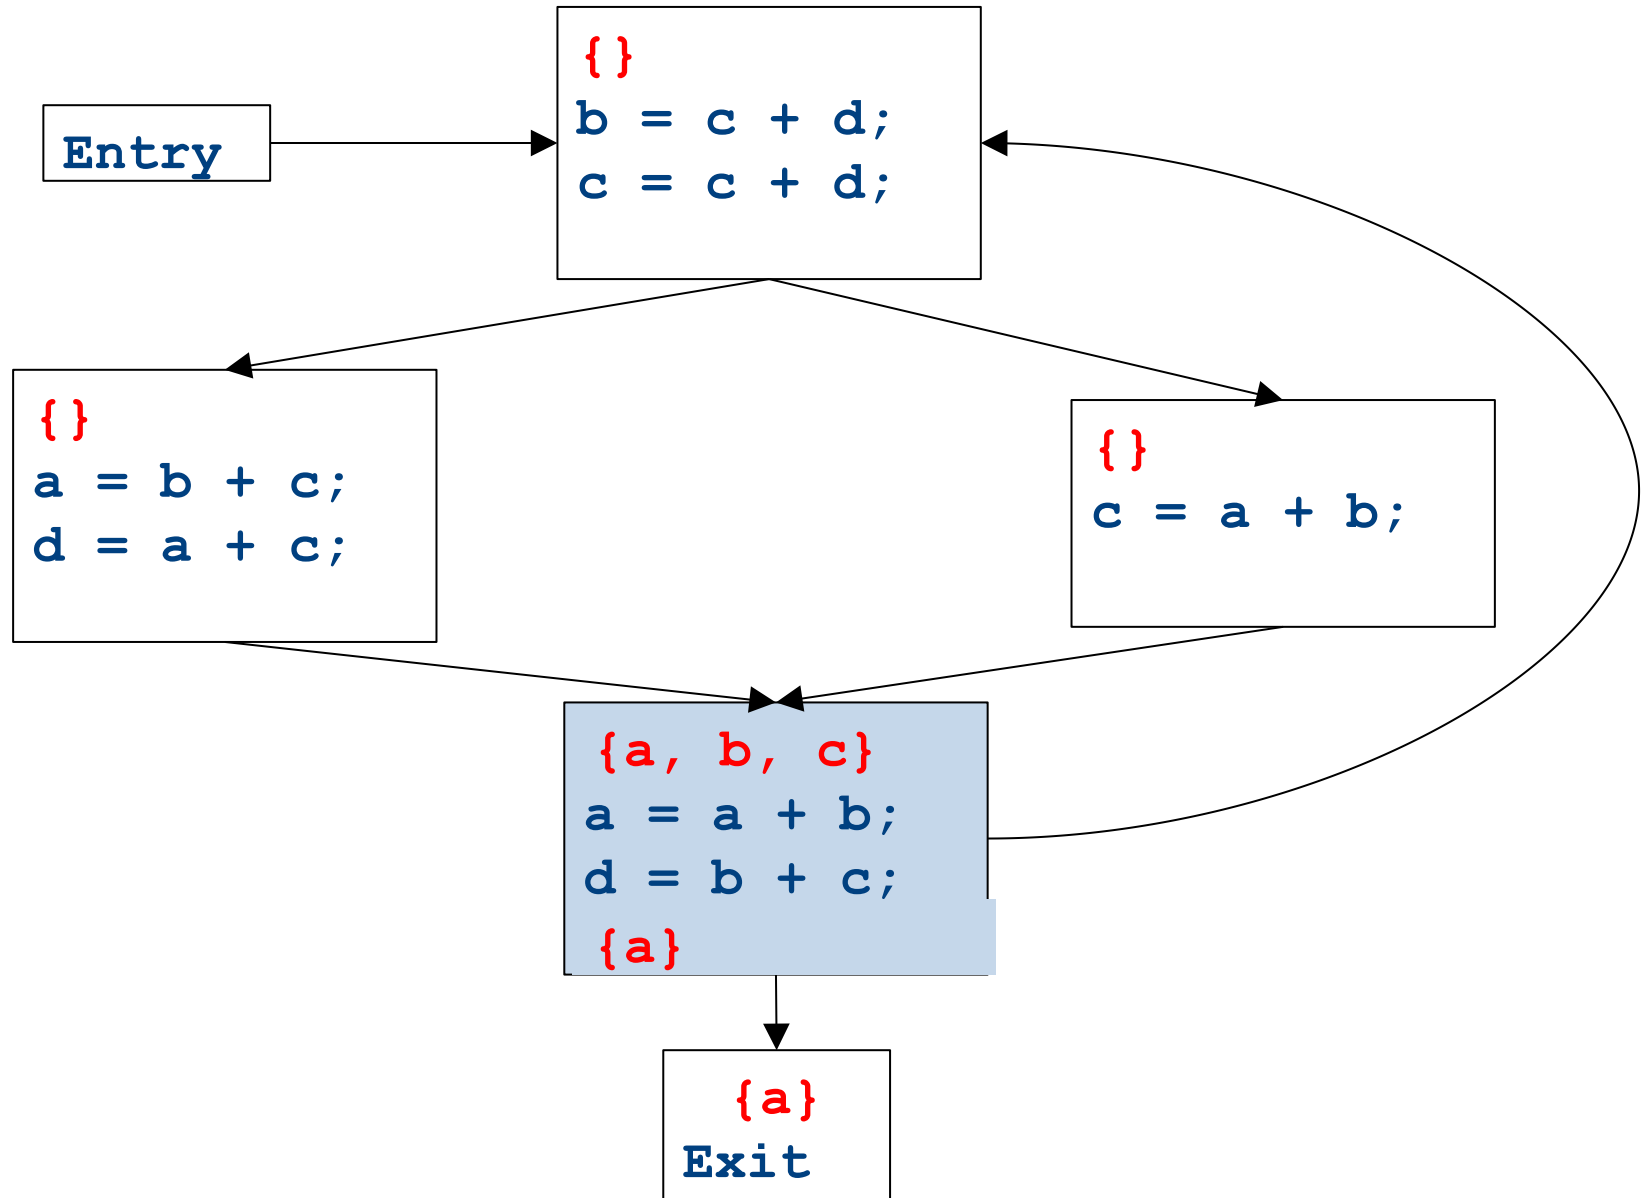 {}
b = c + d;
c = c + d;
Entry
{}
a = b + c;
d = a + c;
{}
c = a + b;
{a, b, c}
a = a + b;
d = b + c;
{a}
{a}
Exit